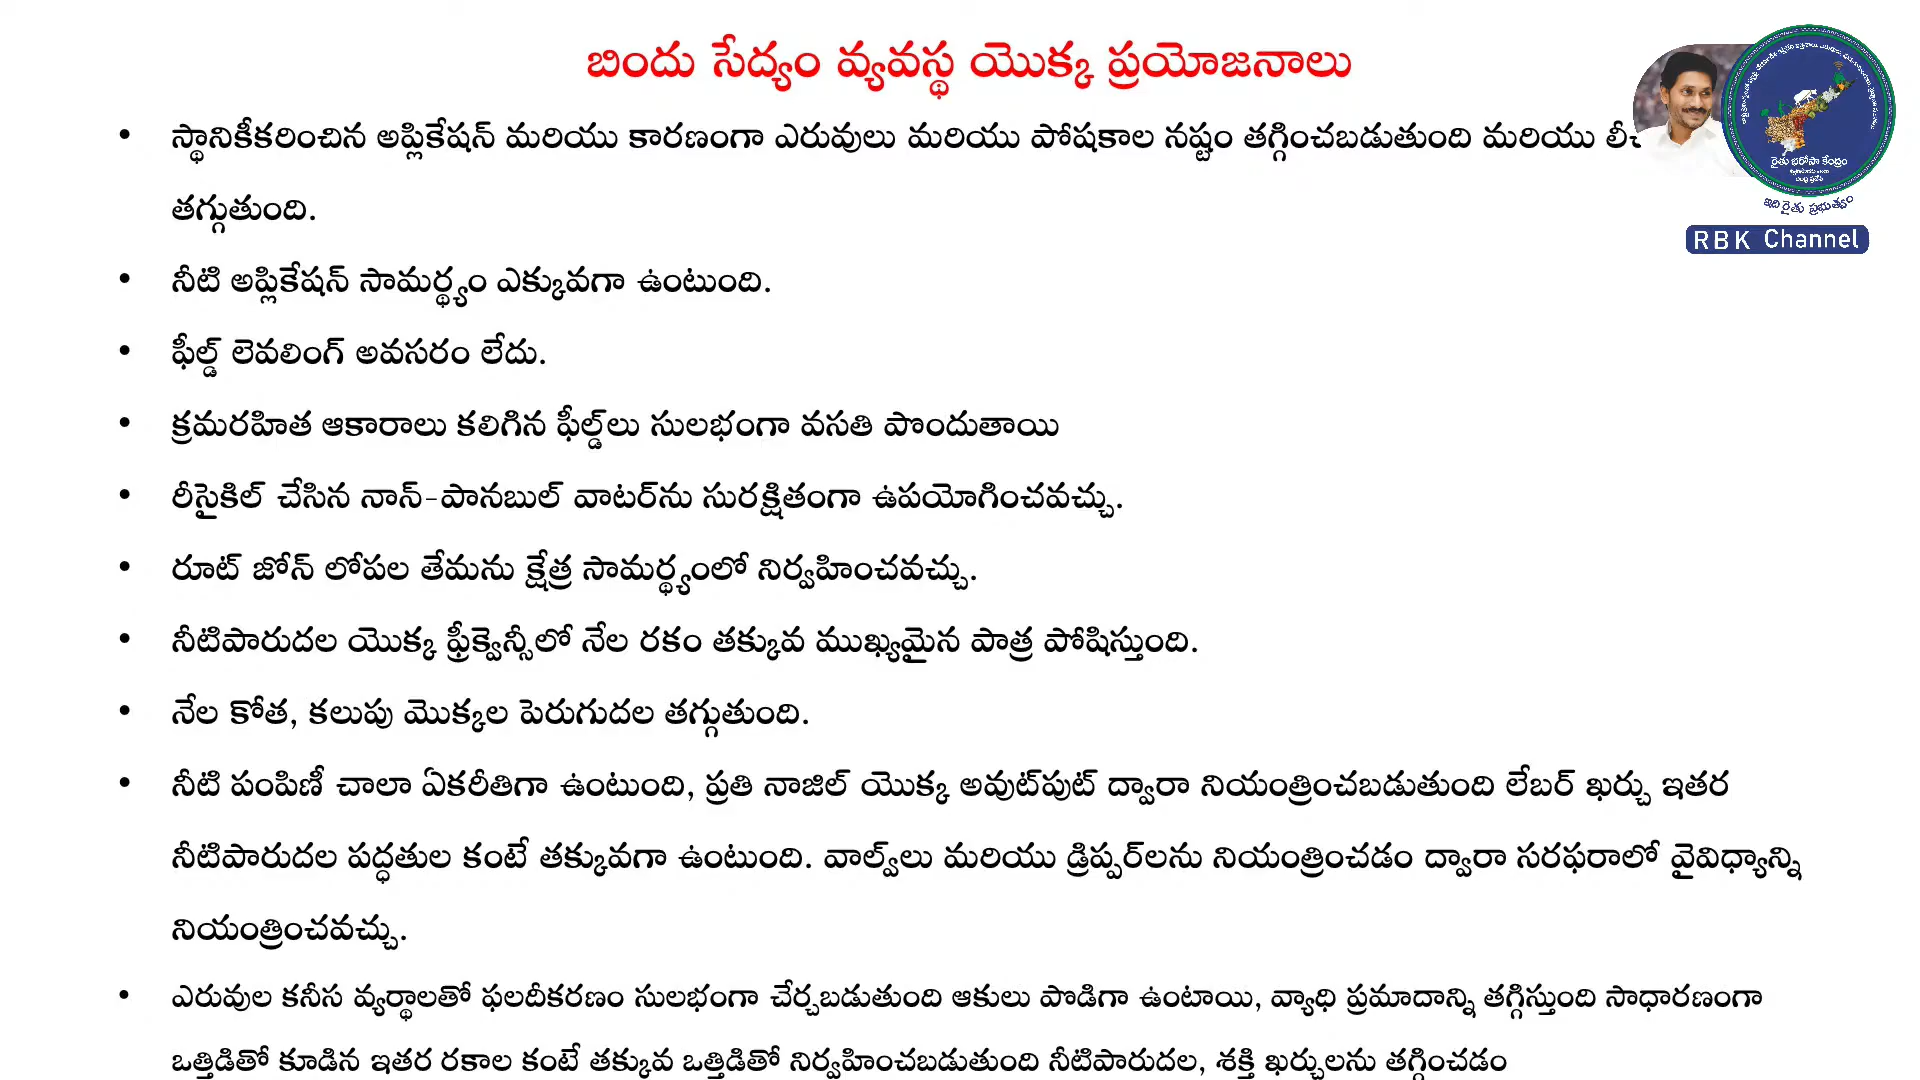 బిందు సేద్యం వ్యవస్థ యొక్క ప్రయోజనాలు
• స్థానికీకరించిన అప్లికేషన్ మరియు కారణంగా ఎరువులు మరియు పోషకాల నష్టం తగ్గించబడుతుంది మరియు
తగ్గుతుంది.
• నీటి అప్లికేషన్ సామర్థ్యం ఎక్కువగా ఉంటుంది.
• ఫీల్డ్ లెవలింగ్ అవసరం లేదు.
• క్రమరహిత ఆకారాలు కలిగిన ఫీల్డ్‌లు సులభంగా వసతి పొందుతాయి
• రీసైకిల్ చేసిన నాన్-పానబుల్ వాటర్‌ను సురక్షితంగా ఉపయోగించవచ్చు.
• రూట్ జోన్ లోపల తేమను క్షేత్ర సామర్థ్యంలో నిర్వహించవచ్చు.
• నీటిపారుదల యొక్క ఫ్రీక్వెన్సీలో నేల రకం తక్కువ ముఖ్యమైన పాత్ర పోషిస్తుంది.
• నేల కోత, కలుపు మొక్కల పెరుగుదల తగ్గుతుంది.
• నీటి పంపిణీ చాలా ఏకరీతిగా ఉంటుంది, ప్రతి నాజిల్ యొక్క అవుట్‌పుట్ ద్వారా నియంత్రించబడుతుంది లేబర్ ఖర్చు ఇతర
నీటిపారుదల పద్ధతుల కంటే తక్కువగా ఉంటుంది. వాల్వ్‌లు మరియు డ్రిప్పర్‌లను నియంత్రించడం ద్వారా సరఫరాలో వైవిధ్యాన్ని
నియంత్రించవచ్చు.
• ఎరువుల కనీస వ్యర్థాలతో ఫలదీకరణం సులభంగా చేర్చబడుతుంది ఆకులు పొడిగా ఉంటాయి, వ్యాధి ప్రమాదాన్ని తగ్గిస్తుంది సాధారణంగా
ఒత్తిడితో కూడిన ఇతర రకాల కంటే తక్కువ ఒత్తిడితో నిర్వహించబడుతుంది నీటిపారుదల, శక్తి ఖర్చులను తగ్గించడం
రైతు భరోసా కేంద్రం
ఇది రైతు ప్రభుత్వం
RBK Channel